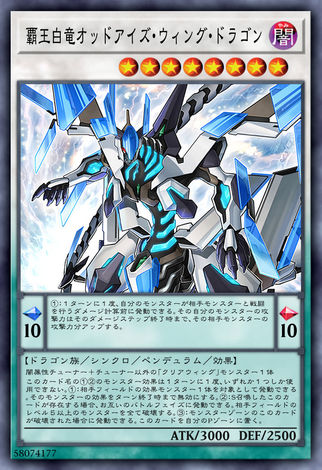 覇王白竜オッドアイズ・ウィング・ドラゴン
闇
やみ
①:1ターンに1度、自分のモンスターが相手モンスターと戦闘
を行うダメージ計算前に発動できる。その自分のモンスターの攻
撃力はそのダメージステップ終了時まで、その相手モンスターの
攻撃力分アップする。
10
10
【ドラゴン族/シンクロ/ペンデュラム/効果】
闇属性チューナー+チューナー以外の「クリアウィング」モンスター1体
このカード名の①②のモンスター効果は1ターンに1度、いずれか1つしか使
用できない。①:相手フィールドの効果モンスター1体を対象として発動でき
る。そのモンスターの効果をターン終了時まで無効にする。②:S召喚したこの
カードが存在する場合、お互いのバトルフェイズに発動できる。相手フィールドの
レベル5以上のモンスターを全て破壊する。③:モンスターゾーンのこのカード
が破壊された場合に発動できる。このカードを自分のPゾーンに置く。
ATK/3000 DEF/2500
58074177